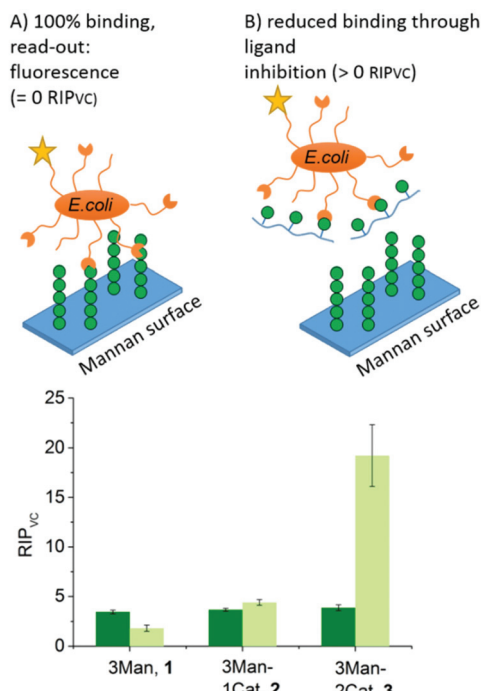 A) 100% binding,
read-out:
fluorescence
(= 0 RIPVC)
B) reduced binding through
ligand
inhibition (> 0 RIPVC)
E.coli
E.coli
Mannan surface
Mannan surface
25
20
15
10
5
0
RIPVC
3Man, 1
3Man-
1Cat, 2
3Man-
2Cat, 3